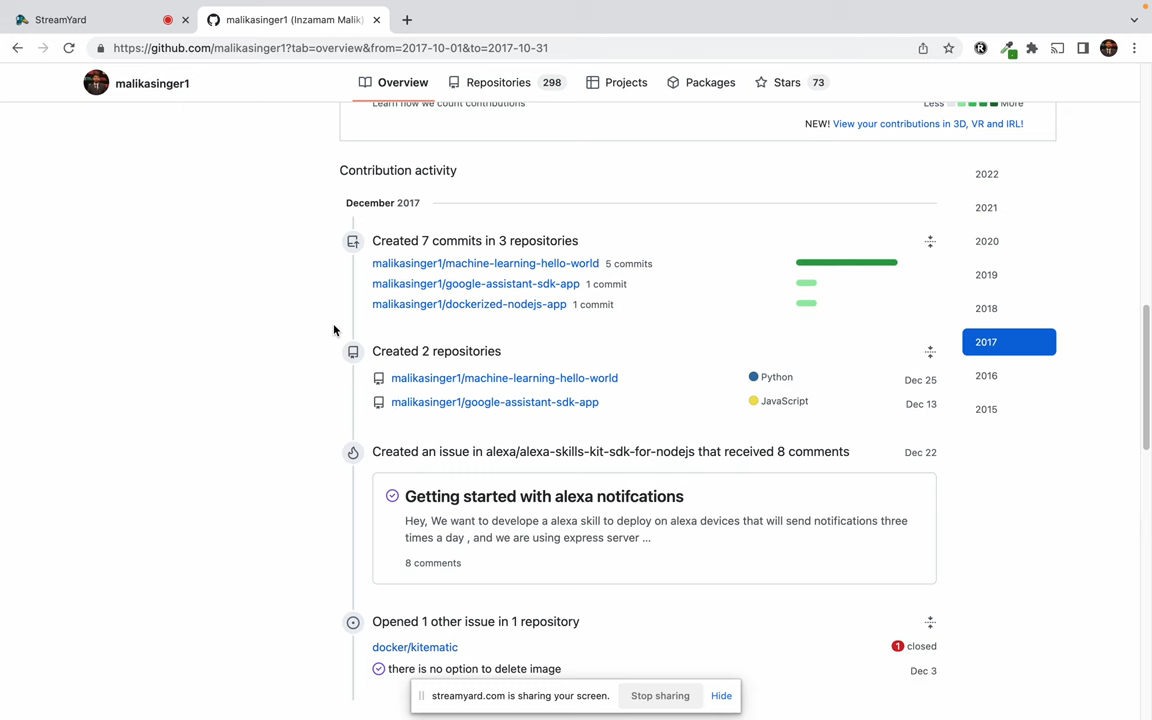 StreamYard
malikasinger1 (Inzamam Malik)
https://github.com/malikasinger1?tab=overview&from=2017-10-01&to=2017-10-31
malikasinger1
Overview
Repositories 298
Projects
Packages
Stars 73
Learn how we count contributions
Less
More
NEW! View your contributions in 3D, VR and IRL!
Contribution activity
December 2017
Created 7 commits in 3 repositories
malikasinger1/machine-learning-hello-world 5 commits
malikasinger1/google-assistant-sdk-app 1 commit
malikasinger1/dockerized-nodejs-app 1 commit
Created 2 repositories
malikasinger1/machine-learning-hello-world Python Dec 25
malikasinger1/google-assistant-sdk-app JavaScript Dec 13
Created an issue in alexa/alexa-skills-kit-sdk-for-nodejs that received 8 comments Dec 22
Getting started with alexa notifcations
Hey, We want to develope a alexa skill to deploy on alexa devices that will send notifications three
times a day , and we are using express server ...
8 comments
Opened 1 other issue in 1 repository
docker/kitematic 1 closed
there is no option to delete image Dec 3
2022
2021
2020
2019
2018
2017
2016
2015
streamyard.com is sharing your screen. Stop sharing Hide